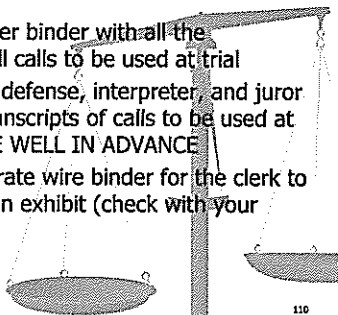 er binder with all the
ll calls to be used at trial
defense, interpreter, and juror
nscripts of calls to be used at
E WELL IN ADVANCE
rate wire binder for the clerk to
n exhibit (check with your
110